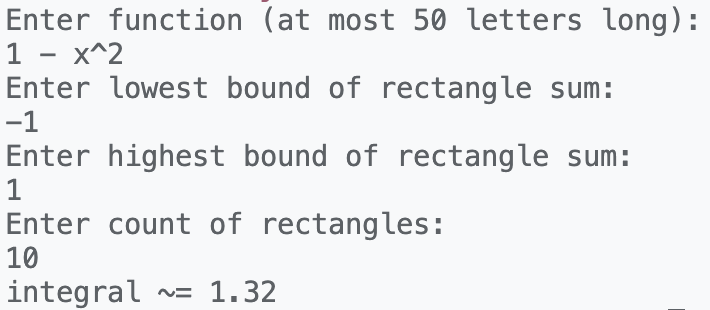 Enter function (at most 50 letters long):
1 - x^2
Enter lowest bound of rectangle sum:
-1
Enter highest bound of rectangle sum:
1
Enter count of rectangles:
10
integral ~= 1.32